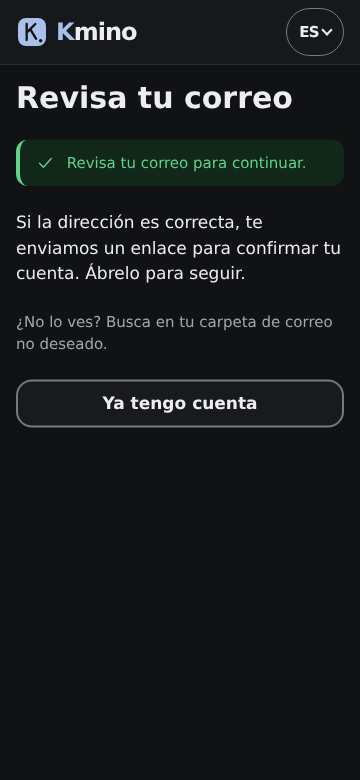 K. Kmino
ES
Revisa tu correo
Revisa tu correo para continuar.
Si la dirección es correcta, te
enviamos un enlace para confirmar tu
cuenta. Ábrelo para seguir.
¿No lo ves? Busca en tu carpeta de correo
no deseado.
Ya tengo cuenta